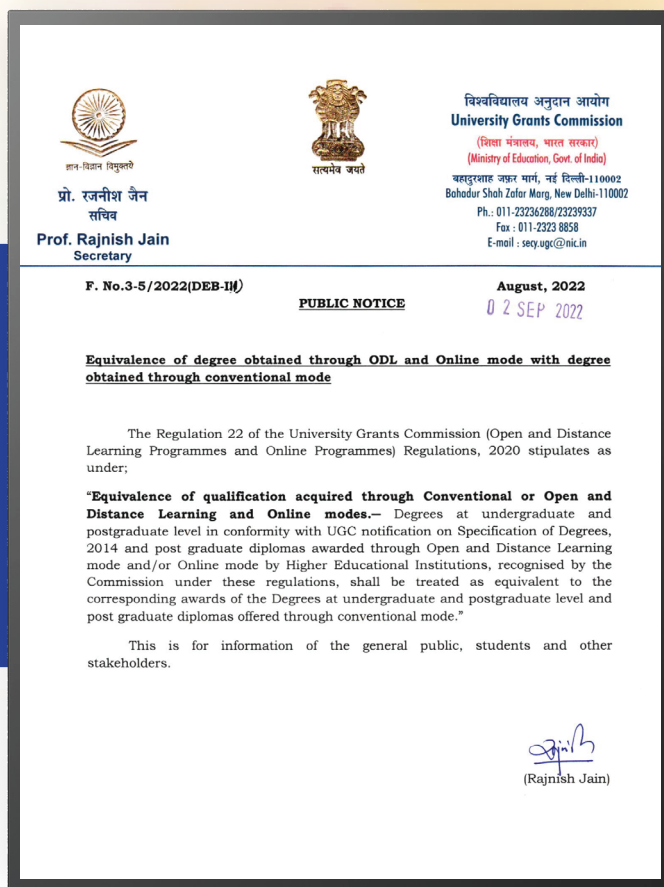 ज्ञान-विज्ञान विमुक्तये
प्रो. रजनीश जैन
सचिव
Prof. Rajnish Jain
Secretary
सत्यमेव जयते
विश्वविद्यालय अनुदान आयोग
University Grants Commission
(शिक्षा मंत्रालय, भारत सरकार)
(Ministry of Education, Govt. of India)
बहादुरशाह ज़फ़र मार्ग, नई दिल्ली-110002
Bahadur Shah Zafar Marg, New Delhi-110002
Ph.: 011-23236288/23239337
Fax : 011-2323 8858
E-mail : secy.ugc@nic.in
F. No.3-5/2022(DEB-III)
August, 2022
PUBLIC NOTICE
02 SEP 2022
Equivalence of degree obtained through ODL and Online mode with degree
obtained through conventional mode
The Regulation 22 of the University Grants Commission (Open and Distance
Learning Programmes and Online Programmes) Regulations, 2020 stipulates as
under;
“Equivalence of qualification acquired through Conventional or Open and
Distance Learning and Online modes.— Degrees at undergraduate and
postgraduate level in conformity with UGC notification on Specification of Degrees,
2014 and post graduate diplomas awarded through Open and Distance Learning
mode and/or Online mode by Higher Educational Institutions, recognised by the
Commission under these regulations, shall be treated as equivalent to the
corresponding awards of the Degrees at undergraduate and postgraduate level and
post graduate diplomas offered through conventional mode.”
This is for information of the general public, students and other
stakeholders.
(Rajnish Jain)